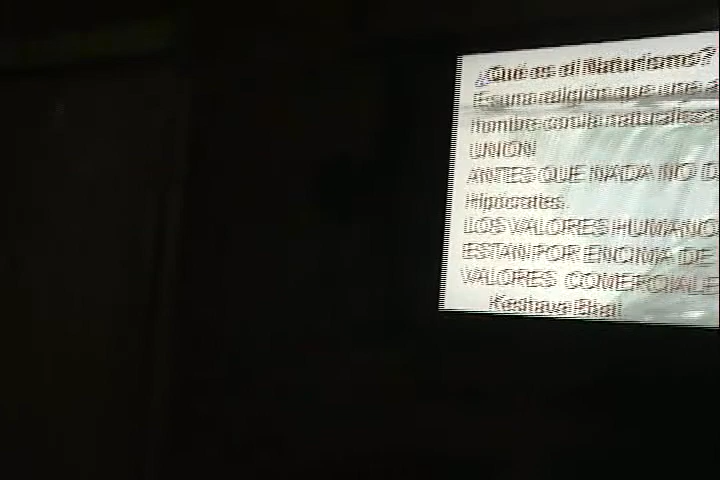 ¿Qué es el Naturismo?
Es una religión que une a
hombre con la naturaleza
UNION
ANTES QUE NADA NO D
Hipócrates.
LOS VALORES HUMANO
ESTAN POR ENCIMA DE
VALORES COMERCIALE
Keshava Bhat